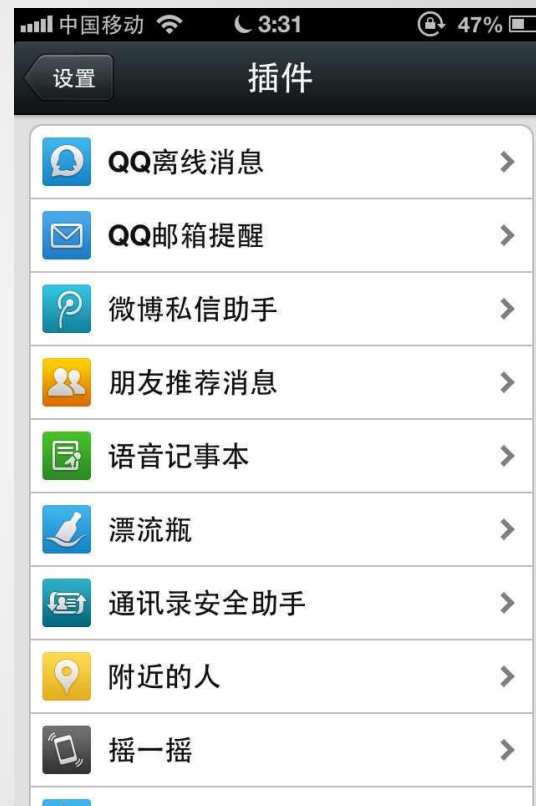 中国移动 3:31 47%
设置 插件
QQ离线消息
QQ邮箱提醒
微博私信助手
朋友推荐消息
语音记事本
漂流瓶
通讯录安全助手
附近的人
摇一摇